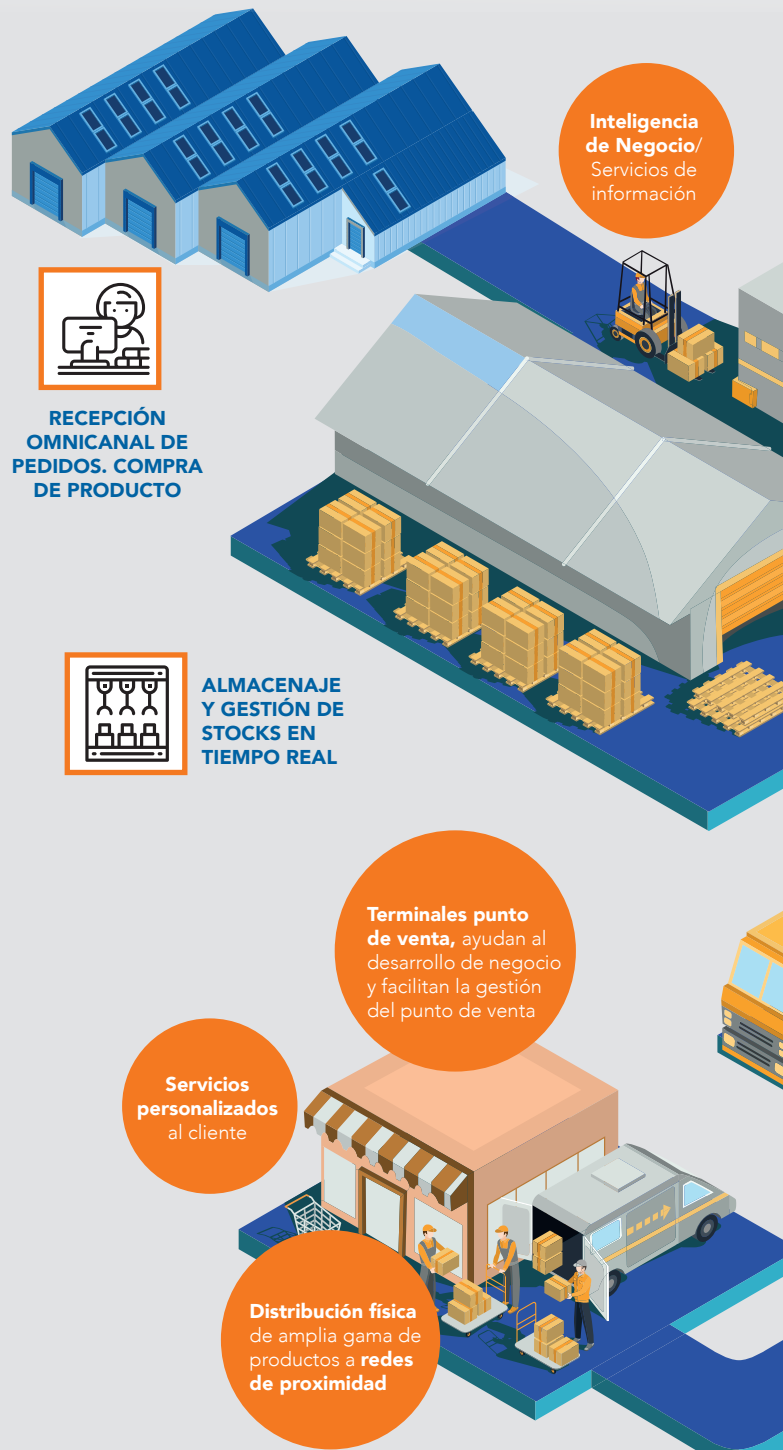 Inteligencia
de Negocio/
Servicios de
información
RECEPCIÓN
OMNICANAL DE
PEDIDOS. COMPRA
DE PRODUCTO
ALMACENAJE
Y GESTIÓN DE
STOCKS EN
TIEMPO REAL
Terminales punto
de venta, ayudan al
desarrollo de negocio
y facilitan la gestión
del punto de venta
Servicios
personalizados
al cliente
Distribución física
de amplia gama de
productos a redes
de proximidad